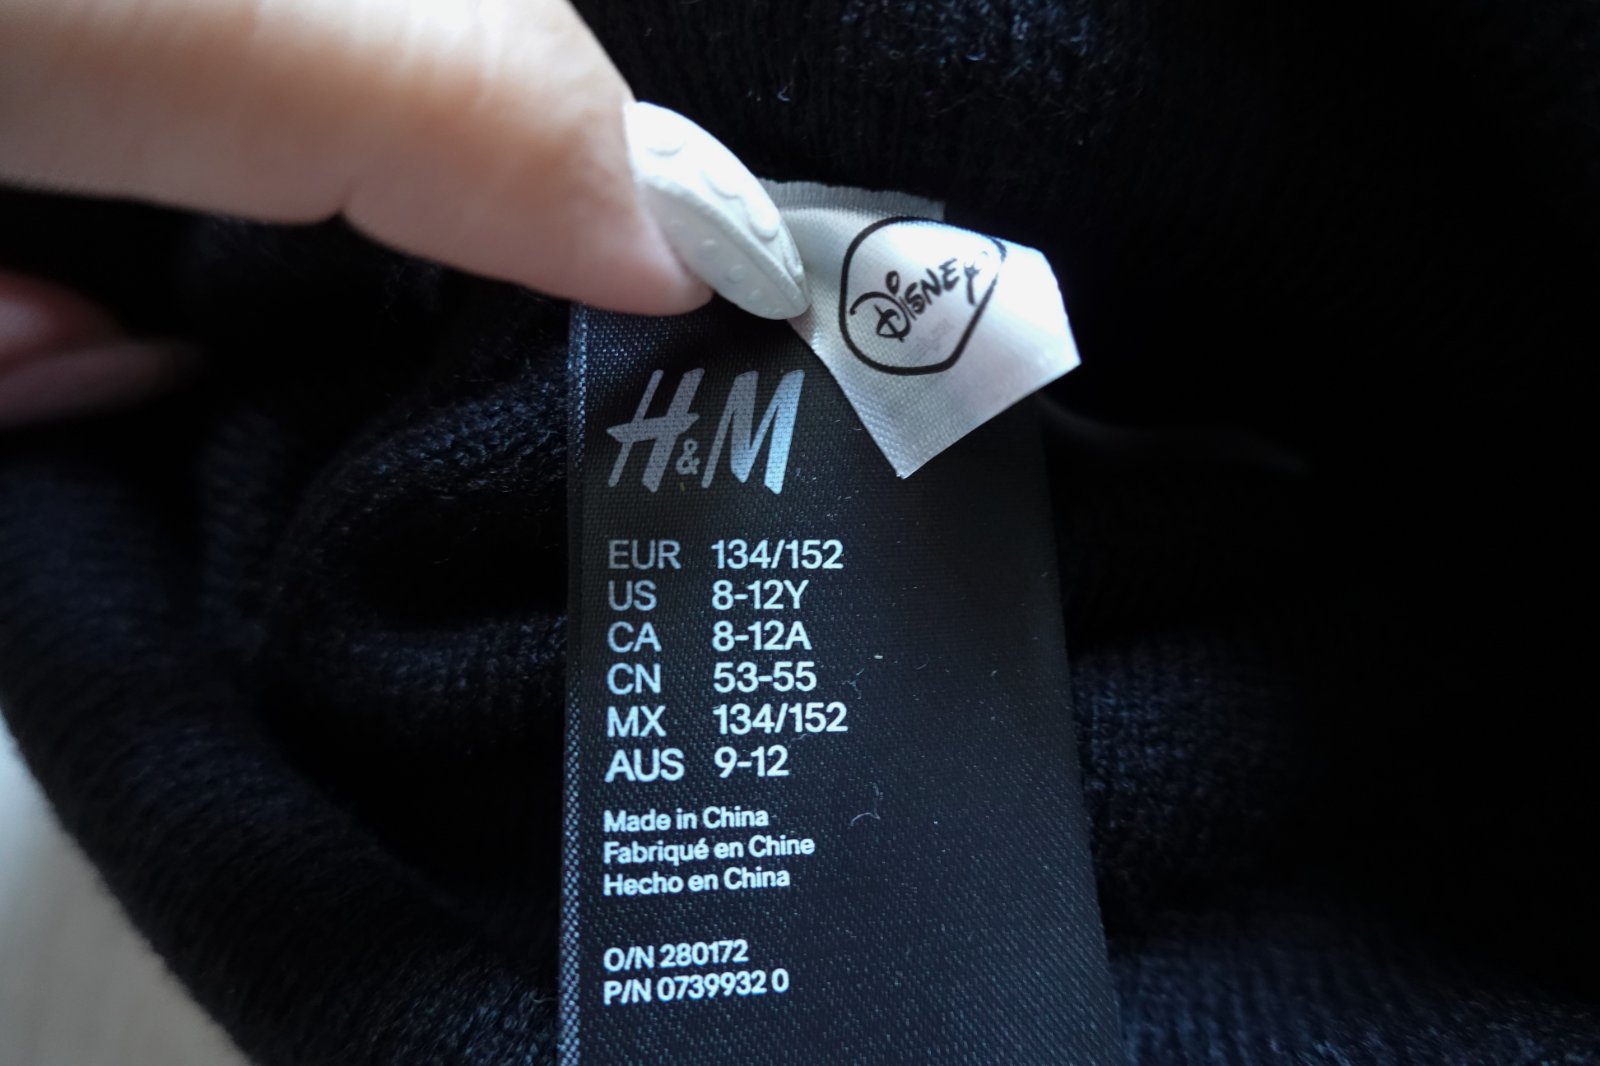 Disney
H&M
EUR 134/152
US 8-12Y
CA 8-12A
CN 53-55
MX 134/152
AUS 9-12
Made in China
Fabriqué en Chine
Hecho en China
O/N 280172
P/N 0739932 0